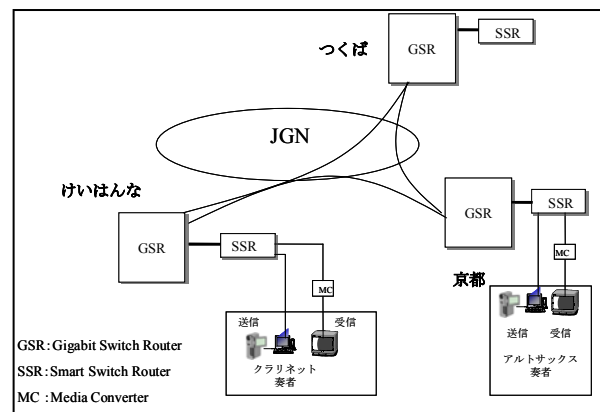 つくば
GSR
SSR
JGN
けいはんな
GSR
SSR
GSR
SSR
MC
MC
京都
送信
受信
クラリネット
奏者
送信
受信
アルトサックス
奏者
GSR:Gigabit Switch Router
SSR:Smart Switch Router
MC :Media Converter